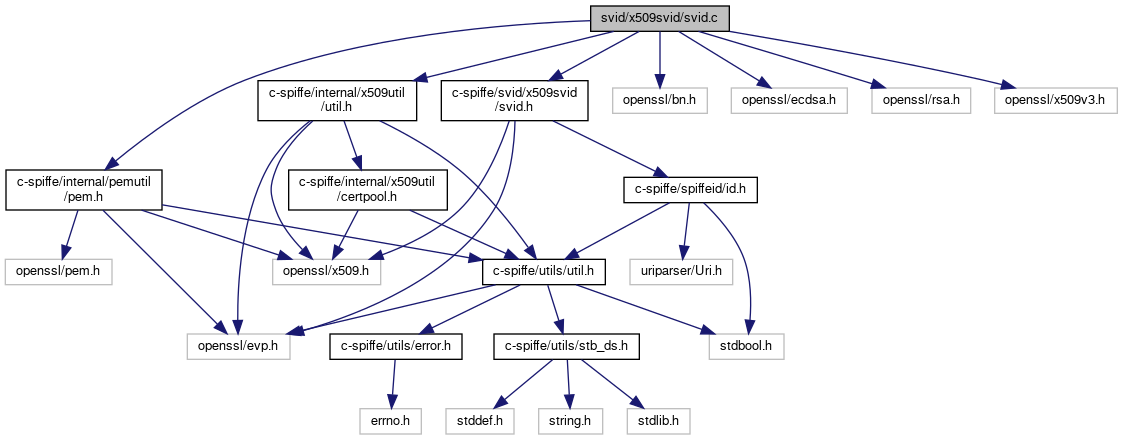 svid/x509svid/svid.c
c-spiffe/internal/x509util
/util.h
c-spiffe/svid/x509svid
/svid.h
openssl/bn.h
openssl/ecdsa.h
openssl/rsa.h
openssl/x509v3.h
c-spiffe/internal/pemutil
/pem.h
c-spiffe/internal/x509util
/certpool.h
c-spiffe/spiffeid/id.h
openssl/pem.h
openssl/x509.h
c-spiffe/utils/util.h
uriparser/Uri.h
openssl/evp.h
c-spiffe/utils/error.h
c-spiffe/utils/stb_ds.h
stdbool.h
errno.h
stddef.h
string.h
stdlib.h